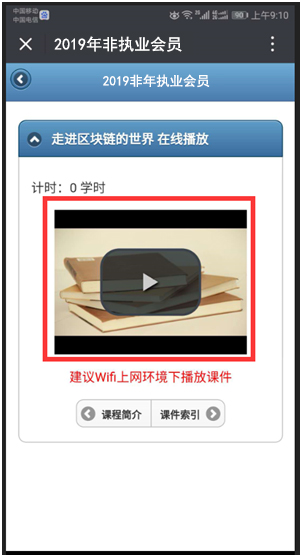 中国移动
中国电信
60 上午9:10
2019年非执业会员
2019非年执业会员
走进区块链的世界 在线播放
计时：0 学时
建议Wifi上网环境下播放课件
课程简介 课件索引